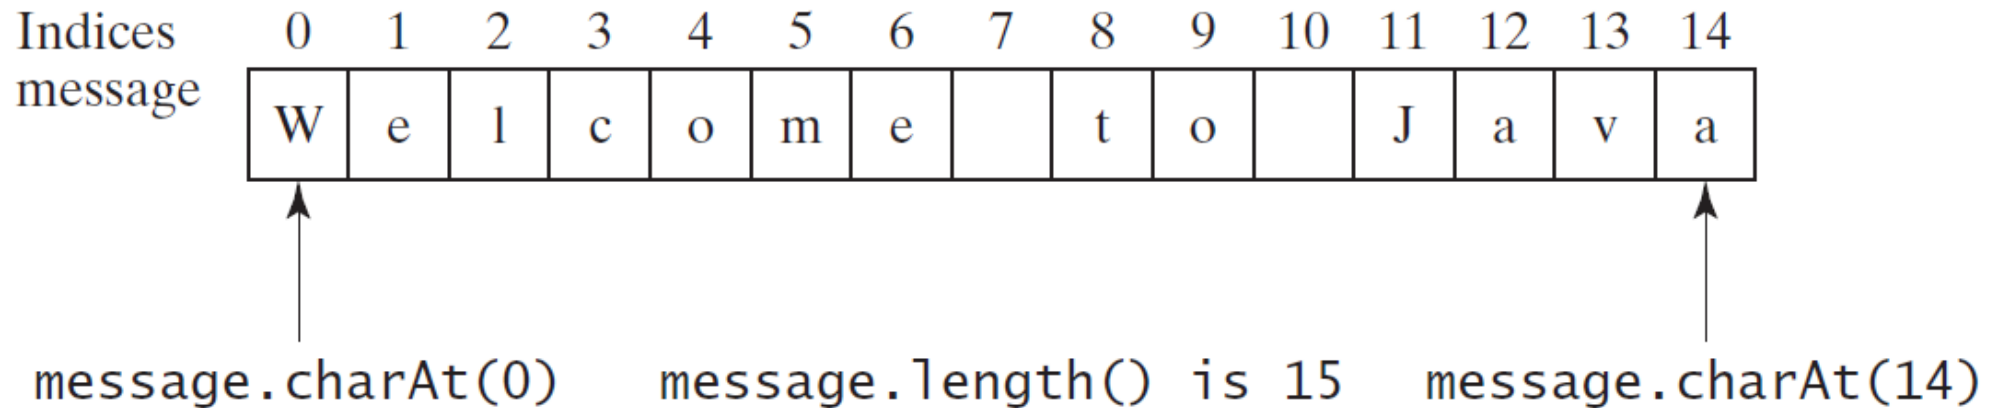 Indices 0 1 2 3 4 5 6 7 8 9 10 11 12 13 14
message W e l c o m e t o J a v a
message.charAt(0) message.length() is 15 message.charAt(14)